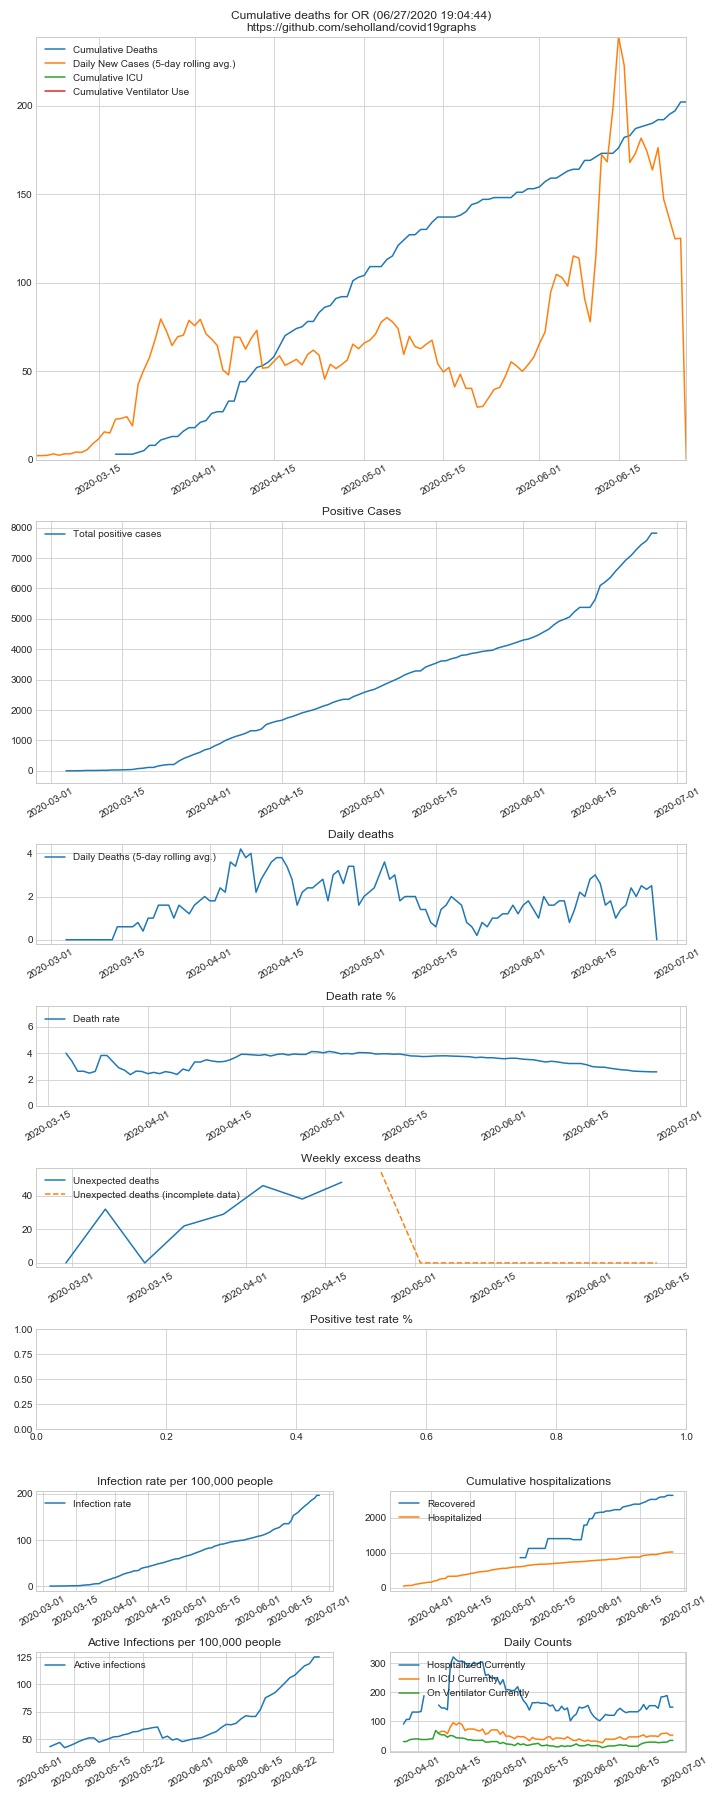 Cumulative deaths for OR (06/27/2020 19:04:44)
https://github.com/seholland/covid19graphs
Cumulative Deaths
Daily New Cases (5-day rolling avg.)
Cumulative ICU
Cumulative Ventilator Use
200
150
100
50
0
2020-03-15 2020-04-01 2020-04-15 2020-05-01 2020-05-15 2020-06-01 2020-06-15
Positive Cases
Total positive cases
8000
7000
6000
5000
4000
3000
2000
1000
0
2020-03-01 2020-03-15 2020-04-01 2020-04-15 2020-05-01 2020-05-15 2020-06-01 2020-06-15 2020-07-01
Daily deaths
Daily Deaths (5-day rolling avg.)
4
2
0
2020-03-01 2020-03-15 2020-04-01 2020-04-15 2020-05-01 2020-05-15 2020-06-01 2020-06-15 2020-07-01
Death rate %
Death rate
6
4
2
0
2020-03-15 2020-04-01 2020-04-15 2020-05-01 2020-05-15 2020-06-01 2020-06-15 2020-07-01
Weekly excess deaths
Unexpected deaths
Unexpected deaths (incomplete data)
40
20
0
2020-03-01 2020-03-15 2020-04-01 2020-04-15 2020-05-01 2020-05-15 2020-06-01 2020-06-15
Positive test rate %
1.00
0.75
0.50
0.25
0.00
0.0 0.2 0.4 0.6 0.8 1.0
Infection rate per 100,000 people
Infection rate
200
100
0
2020-03-01 2020-03-15 2020-04-01 2020-04-15 2020-05-01 2020-05-15 2020-06-01 2020-06-15 2020-07-01
Cumulative hospitalizations
Recovered
Hospitalized
2000
1000
0
2020-04-01 2020-04-15 2020-05-01 2020-05-15 2020-06-01 2020-06-15 2020-07-01
Active Infections per 100,000 people
Active infections
125
100
75
50
2020-05-01 2020-05-08 2020-05-15 2020-05-22 2020-06-01 2020-06-08 2020-06-15 2020-06-22
Daily Counts
Hospitalized Currently
In ICU Currently
On Ventilator Currently
300
200
100
0
2020-04-01 2020-04-15 2020-05-01 2020-05-15 2020-06-01 2020-06-15 2020-07-01